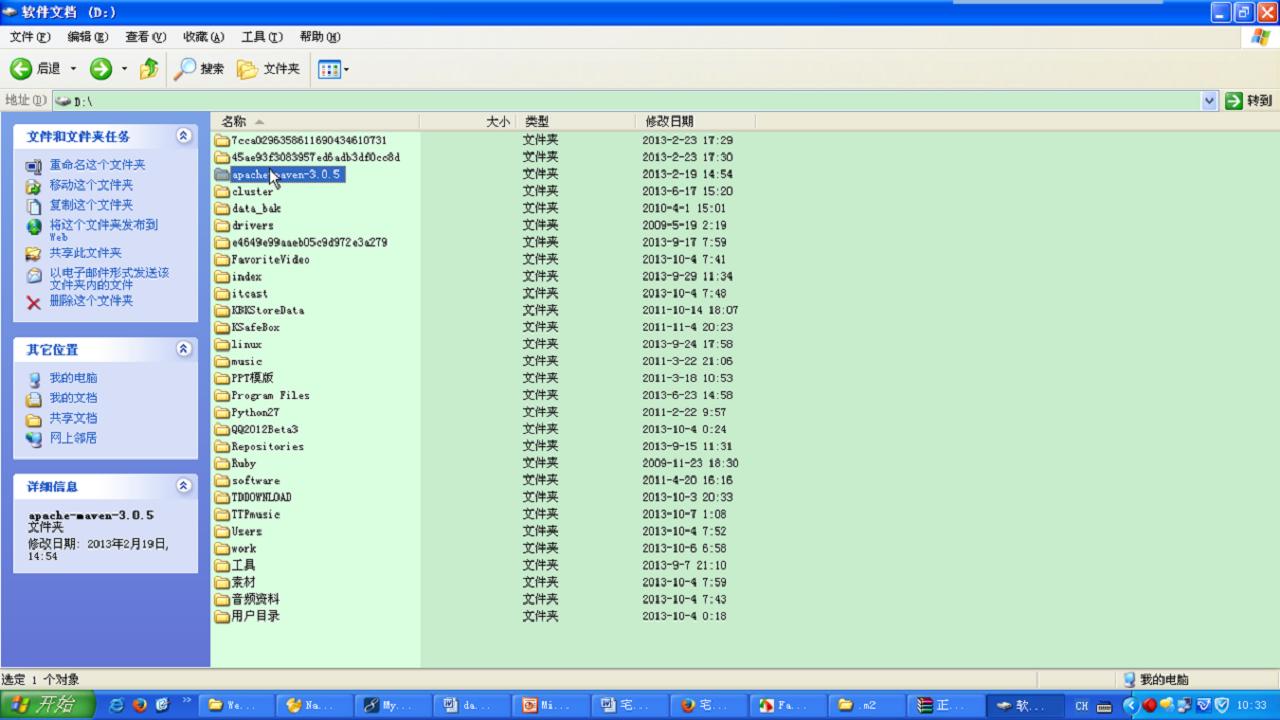 软件文档 (D:)
文件(F) 编辑(E) 查看(V) 收藏(A) 工具(T) 帮助(H)
后退 搜索 文件夹
地址(D) D:\ 转到
文件和文件夹任务
重命名这个文件夹
移动这个文件夹
复制这个文件夹
将这个文件夹发布到
Web
共享此文件夹
以电子邮件形式发送该
文件夹内的文件
删除这个文件夹
其它位置
我的电脑
我的文档
共享文档
网上邻居
详细信息
apache-maven-3.0.5
文件夹
修改日期: 2013年2月19日,
14:54
名称 大小 类型 修改日期
7cca0296358611690434610731 文件夹 2013-2-23 17:29
45ae93f3083957ed6adb3df0cc8d 文件夹 2013-2-23 17:30
apache-maven-3.0.5 文件夹 2013-2-19 14:54
cluster 文件夹 2013-6-17 15:20
data_bak 文件夹 2010-4-1 15:01
drivers 文件夹 2009-5-19 2:19
e4649e99aaeb05c9d972e3a279 文件夹 2013-9-17 7:59
FavoriteVideo 文件夹 2013-10-4 7:41
index 文件夹 2013-9-29 11:34
itcast 文件夹 2013-10-4 7:48
KBKStoreData 文件夹 2011-10-14 18:07
KSafeBox 文件夹 2011-11-4 20:23
linux 文件夹 2013-9-24 17:58
music 文件夹 2011-3-22 21:06
PPT模版 文件夹 2011-3-18 10:53
Program Files 文件夹 2013-6-23 14:58
Python27 文件夹 2011-2-22 9:57
QQ2012Beta3 文件夹 2013-10-4 0:24
Repositories 文件夹 2013-9-15 11:31
Ruby 文件夹 2009-11-23 18:30
software 文件夹 2011-4-20 16:16
TDDOWNLOAD 文件夹 2013-10-3 20:33
TTPmusic 文件夹 2013-10-7 1:08
Users 文件夹 2013-10-4 7:52
work 文件夹 2013-10-6 6:58
工具 文件夹 2013-9-7 21:10
素材 文件夹 2013-10-4 7:59
音频资料 文件夹 2013-10-4 7:43
用户目录 文件夹 2013-10-4 0:18
选定 1 个对象 我的电脑
开始 We... Na... My... da... Mi... 宅... 宅... Fa... .m2 正... 软... CH 10:33